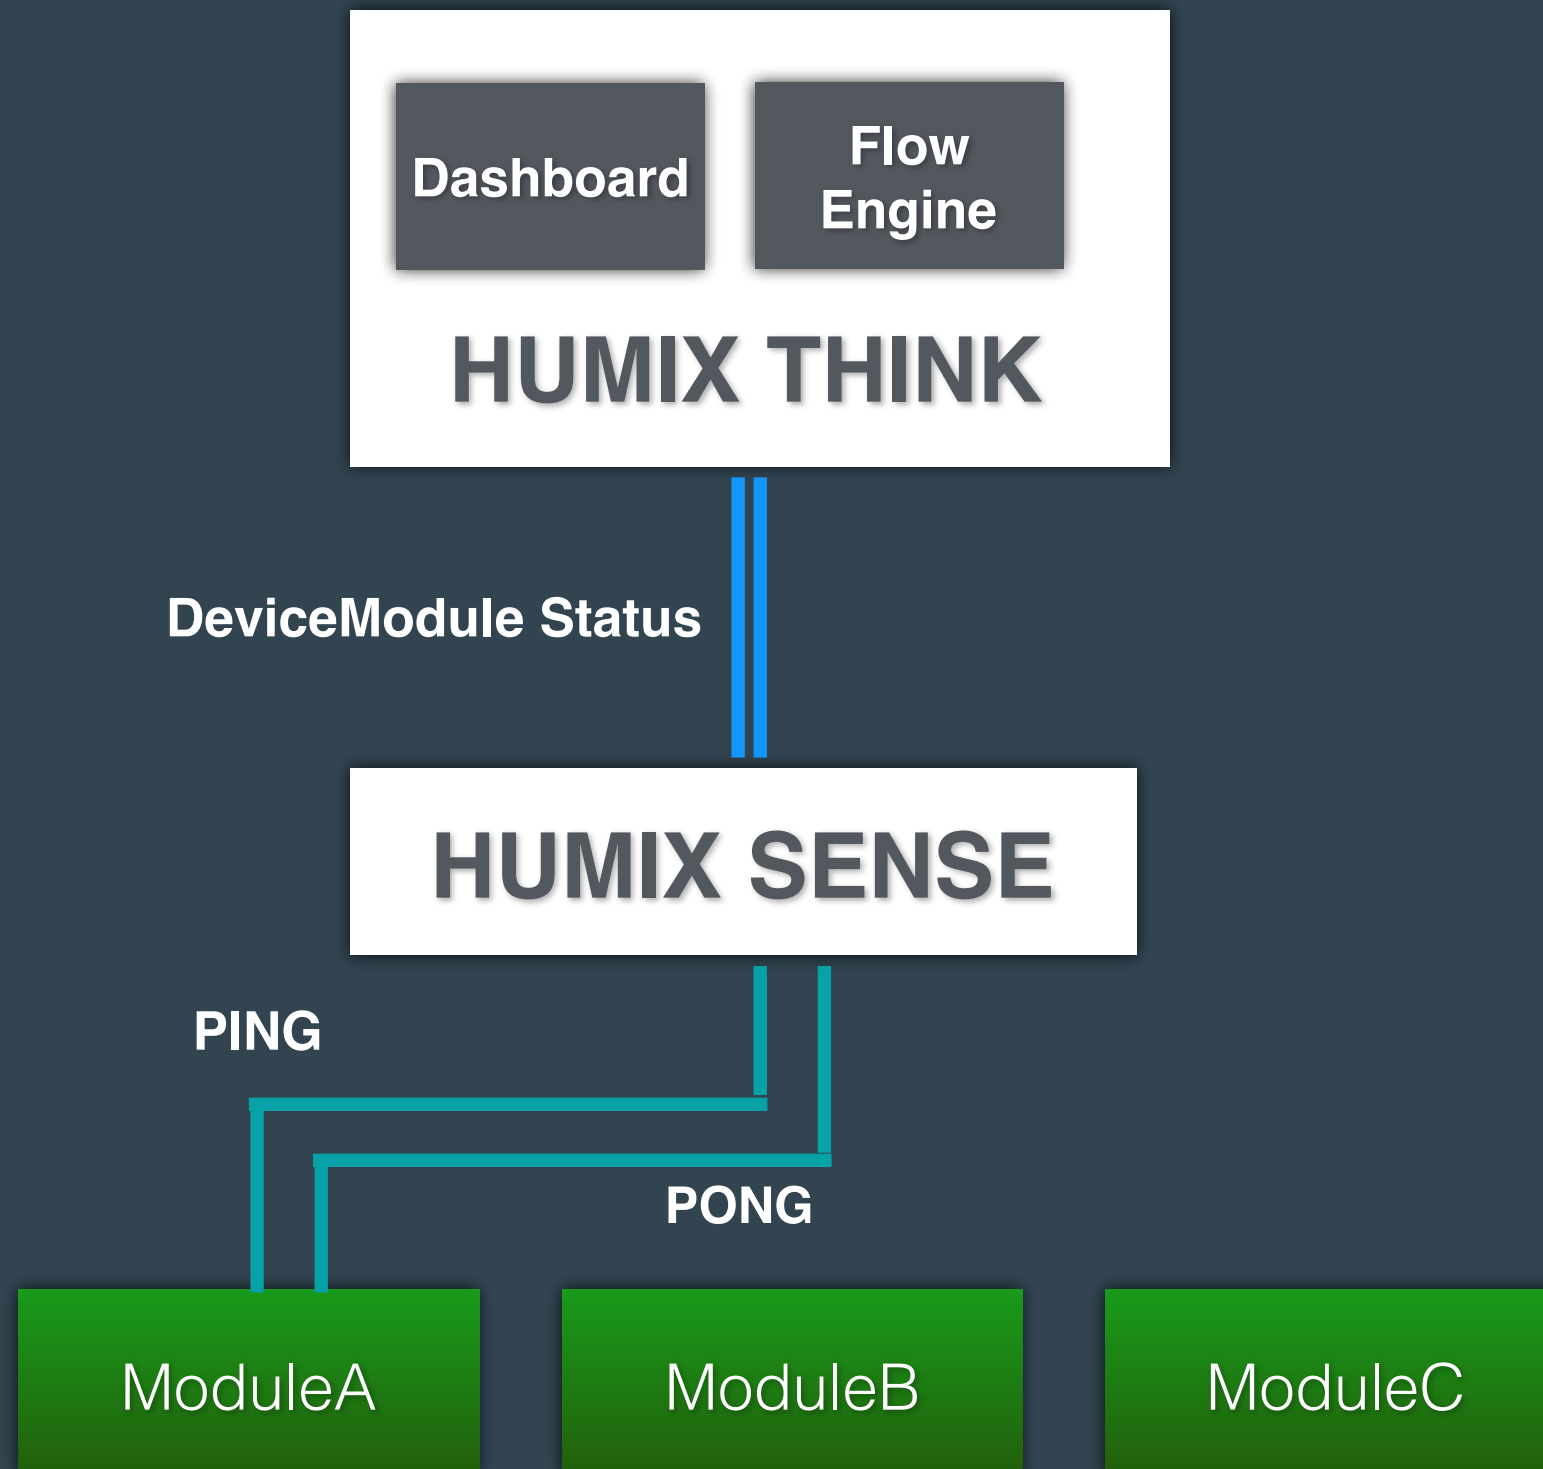 Dashboard
Flow
Engine
HUMIX THINK
DeviceModule Status
HUMIX SENSE
PING
PONG
ModuleA
ModuleB
ModuleC